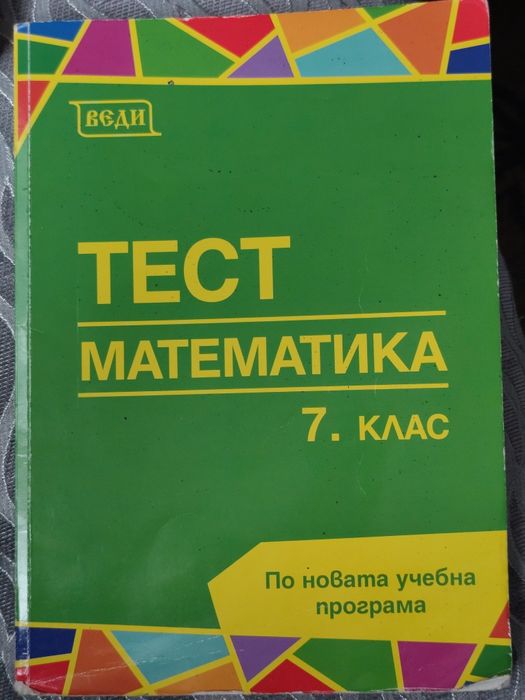 ВЕДИ
ТЕСТ
МАТЕМАТИКА
7. КЛАС
По новата учебна
програма